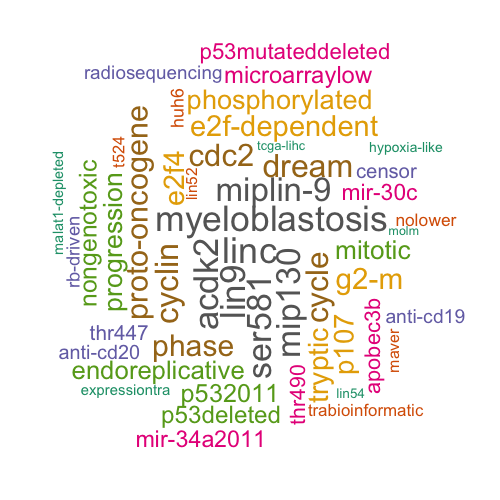 p53mutateddeleted
radiosequencing
microarraylow
huh6
phosphorylated
e2f-dependent
proto-oncogene
t524
tcga-lihc
hypoxia-like
cdc2
dream
malat1-depleted
nongenotoxic
progression
e2f4
lin52
censor
miplin-9
mir-30c
rb-driven
myeloblastosis
nolower
molm
cyclin
acdk2
linc
mitotic
lin9
ser581
mip130
cycle
g2-m
thr447
phase
tryptic
p107
apobec3b
anti-cd19
maver
anti-cd20
endoreplicative
expressiontra
p532011
thr490
lin54
p53deleted
trabioinformatic
mir-34a2011